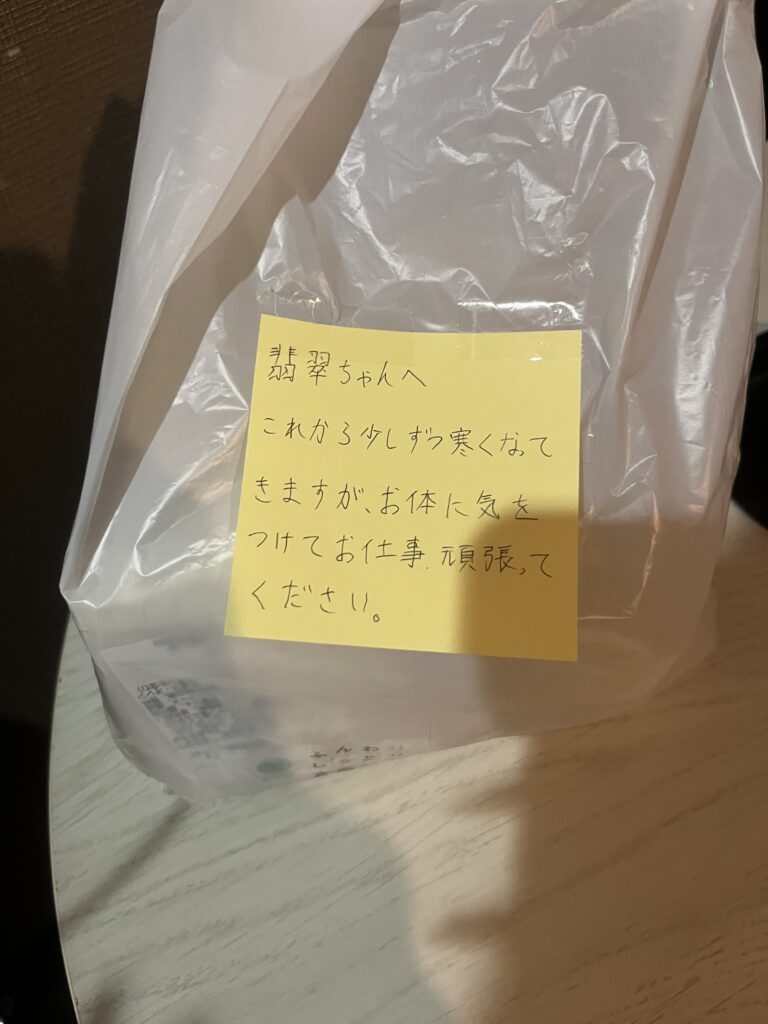 翡翠ちゃんへ
これから少しずつ寒くなって
きますが、お体に気を
つけてお仕事、頑張って
ください。